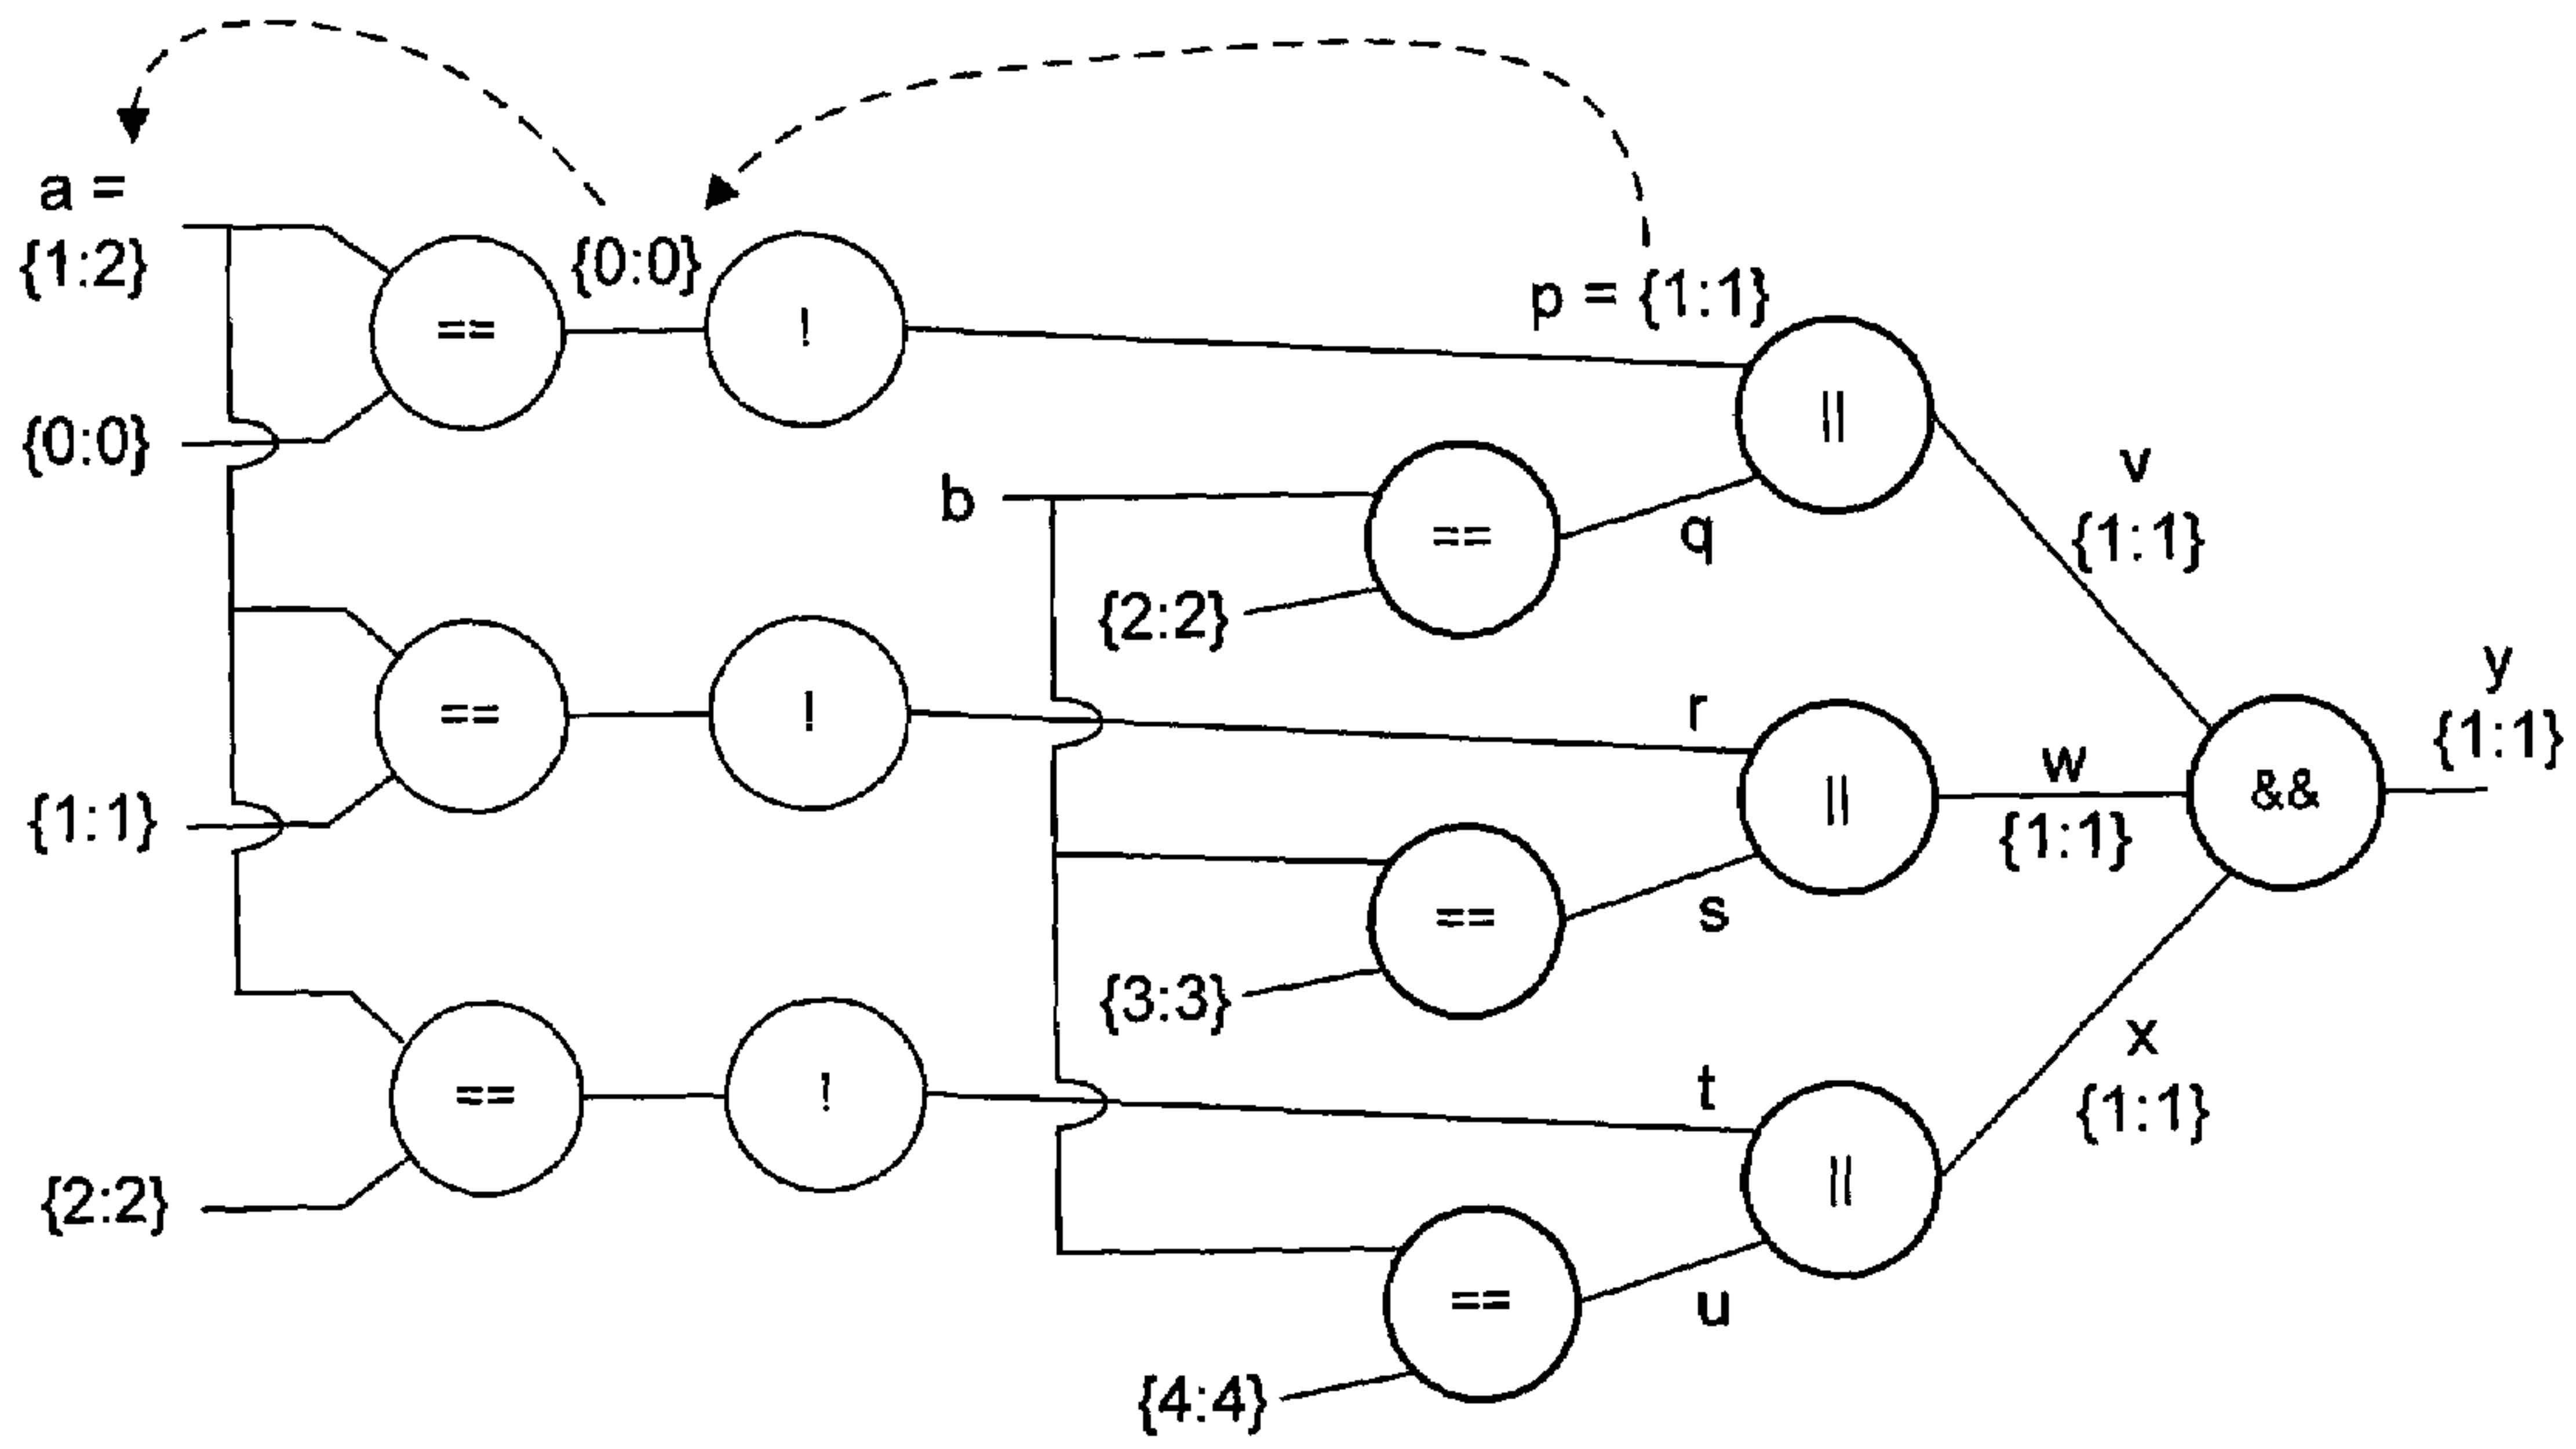 a =
{1:2}
==
{0:0}
!
p = {1:1}
{0:0}
||
b
==
q
{2:2}
v
{1:1}
==
!
r
||
w
{1:1}
&&
y
{1:1}
{1:1}
==
s
{3:3}
==
!
t
||
x
{1:1}
{2:2}
==
u
{4:4}